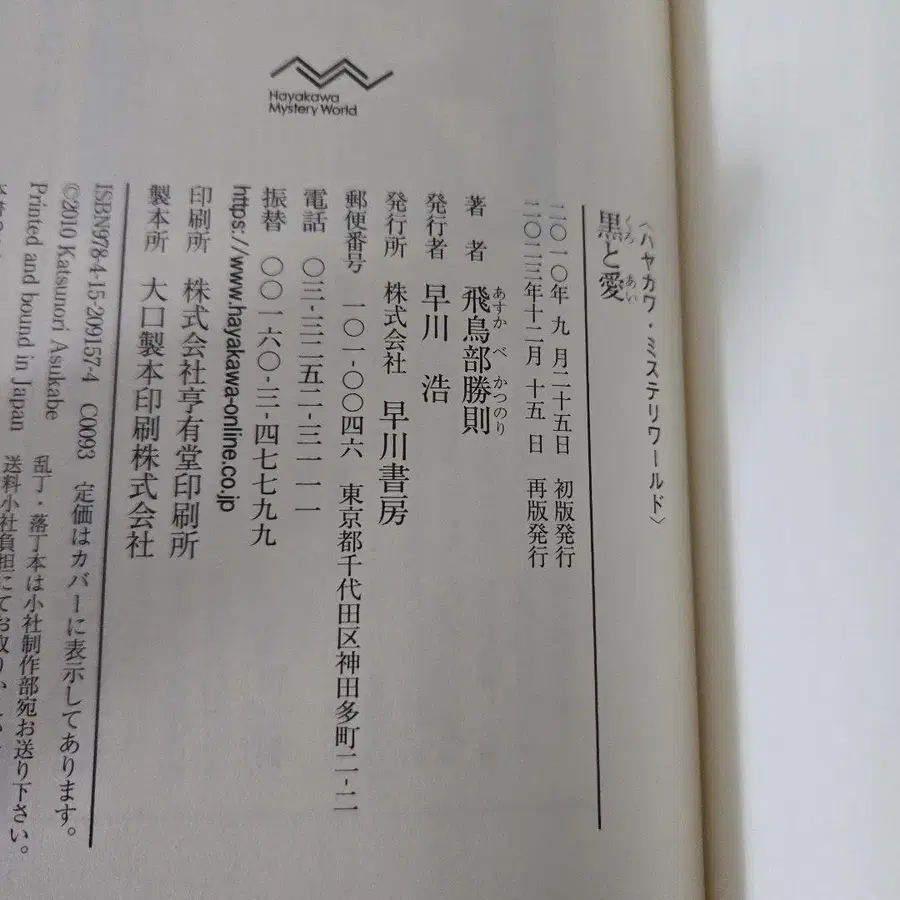 Hayakawa
Mystery World
〈ハヤカワ・ミステリワールド〉
くろ あい
黒と愛
二〇一〇年 九 月二十五日 初版発行
二〇二三年十二月 十五 日 再版発行
あすか べ かつのり
著 者 飛鳥部勝則
発行者 早川 浩
発行所 株式会社 早川書房
郵便番号 一〇一-〇〇四六 東京都千代田区神田多町二-二
電話 〇三-三二五二-三一一一
振替 〇〇一六〇-三-四七七九九
https://www.hayakawa-online.co.jp
印刷所 株式会社亨有堂印刷所
製本所 大口製本印刷株式会社
ISBN978-4-15-209157-4 C0093 定価はカバーに表示してあります。
©2010 Katsunori Asukabe
Printed and bound in Japan
乱丁・落丁本は小社制作部宛お送り下さい。
送料小社負担にてお取りか